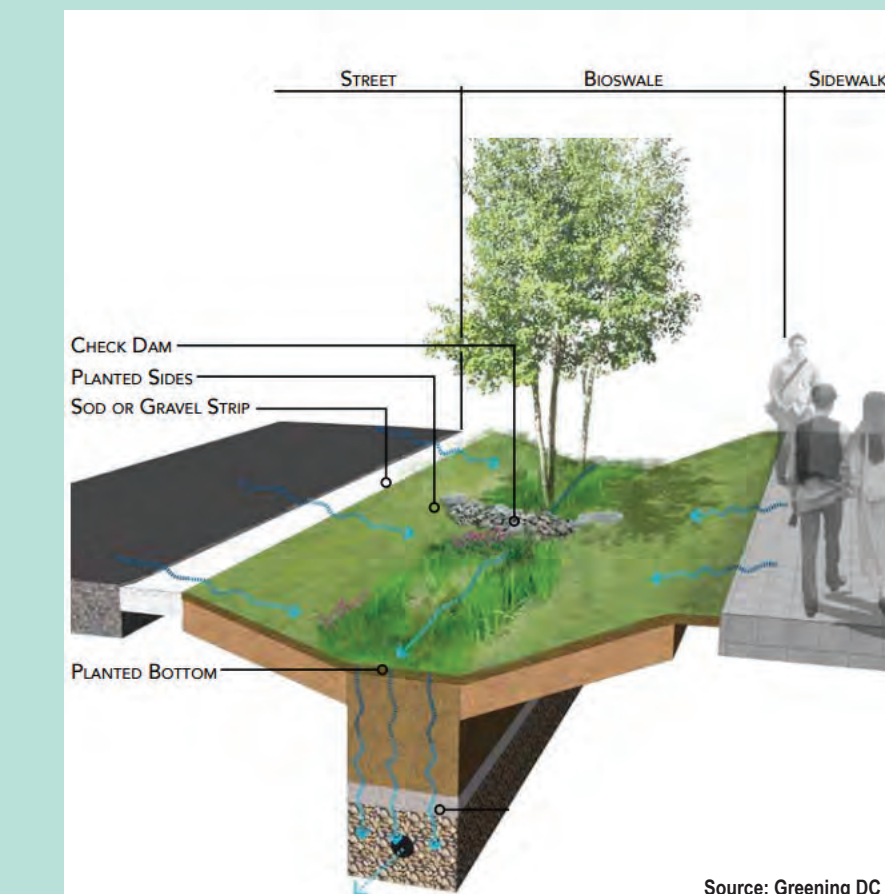 STREET
BIOSWALE
SIDEWALK
CHECK DAM
PLANTED SIDES
SOD OR GRAVEL STRIP
PLANTED BOTTOM
Source: Greening DC